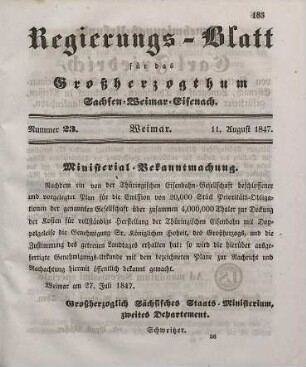 183
Regierungs-Blatt
für das
Großherzogthum
Sachsen-Weimar-Eisenach.
Nummer 23. Weimar. 11. August 1847.
Ministerial-Bekanntmachung.
Nachdem ein von der Thüringischen Eisenbahn-Gesellschaft beschlossener
und vorgelegter Plan für die Emission von 20,000 Stück Prioritäts-Obliga-
tionen der genannten Gesellschaft über zusammen 4,000,000 Thaler zur Deckung
der Kosten für vollständige Herstellung der Thüringischen Eisenbahn mit Dop-
pelgeleise die Genehmigung Sr. Königlichen Hoheit, des Großherzogs, und die
Zustimmung des getreuen Landtages erhalten hat: so wird die hierüber ausge-
fertigte Genehmigungs-Urkunde mit dem bezeichneten Plane zur Nachricht und
Nachachtung hiermit öffentlich bekannt gemacht.
Weimar am 27. Juli 1847.
Großherzoglich Sächsisches Staats-Ministerium,
zweites Departement.
Schweitzer.
36